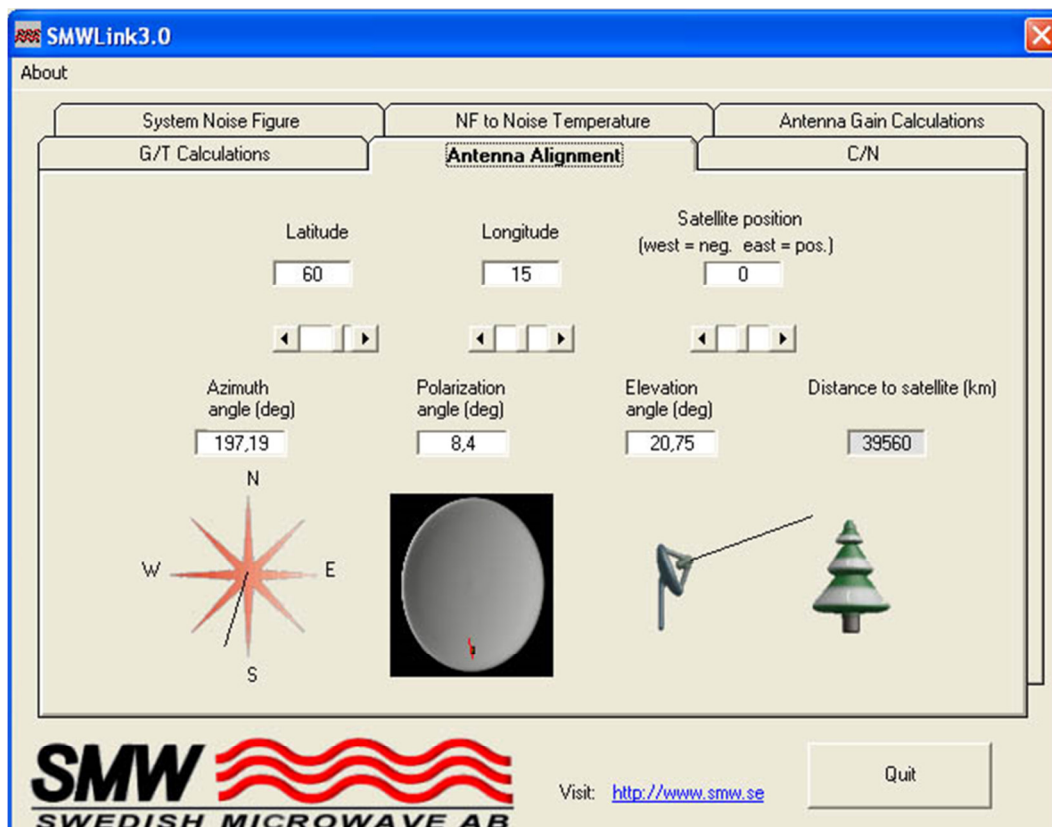 SMWLink3.0
About
System Noise Figure
NF to Noise Temperature
Antenna Gain Calculations
G/T Calculations
Antenna Alignment
C/N
Latitude
Longitude
Satellite position
(west = neg. east = pos.)
60
15
0
Azimuth
angle (deg)
Polarization
angle (deg)
Elevation
angle (deg)
Distance to satellite (km)
197,19
8,4
20,75
39560
N
W
E
S
SMW
SWEDISH MICROWAVE AB
Visit: http://www.smw.se
Quit